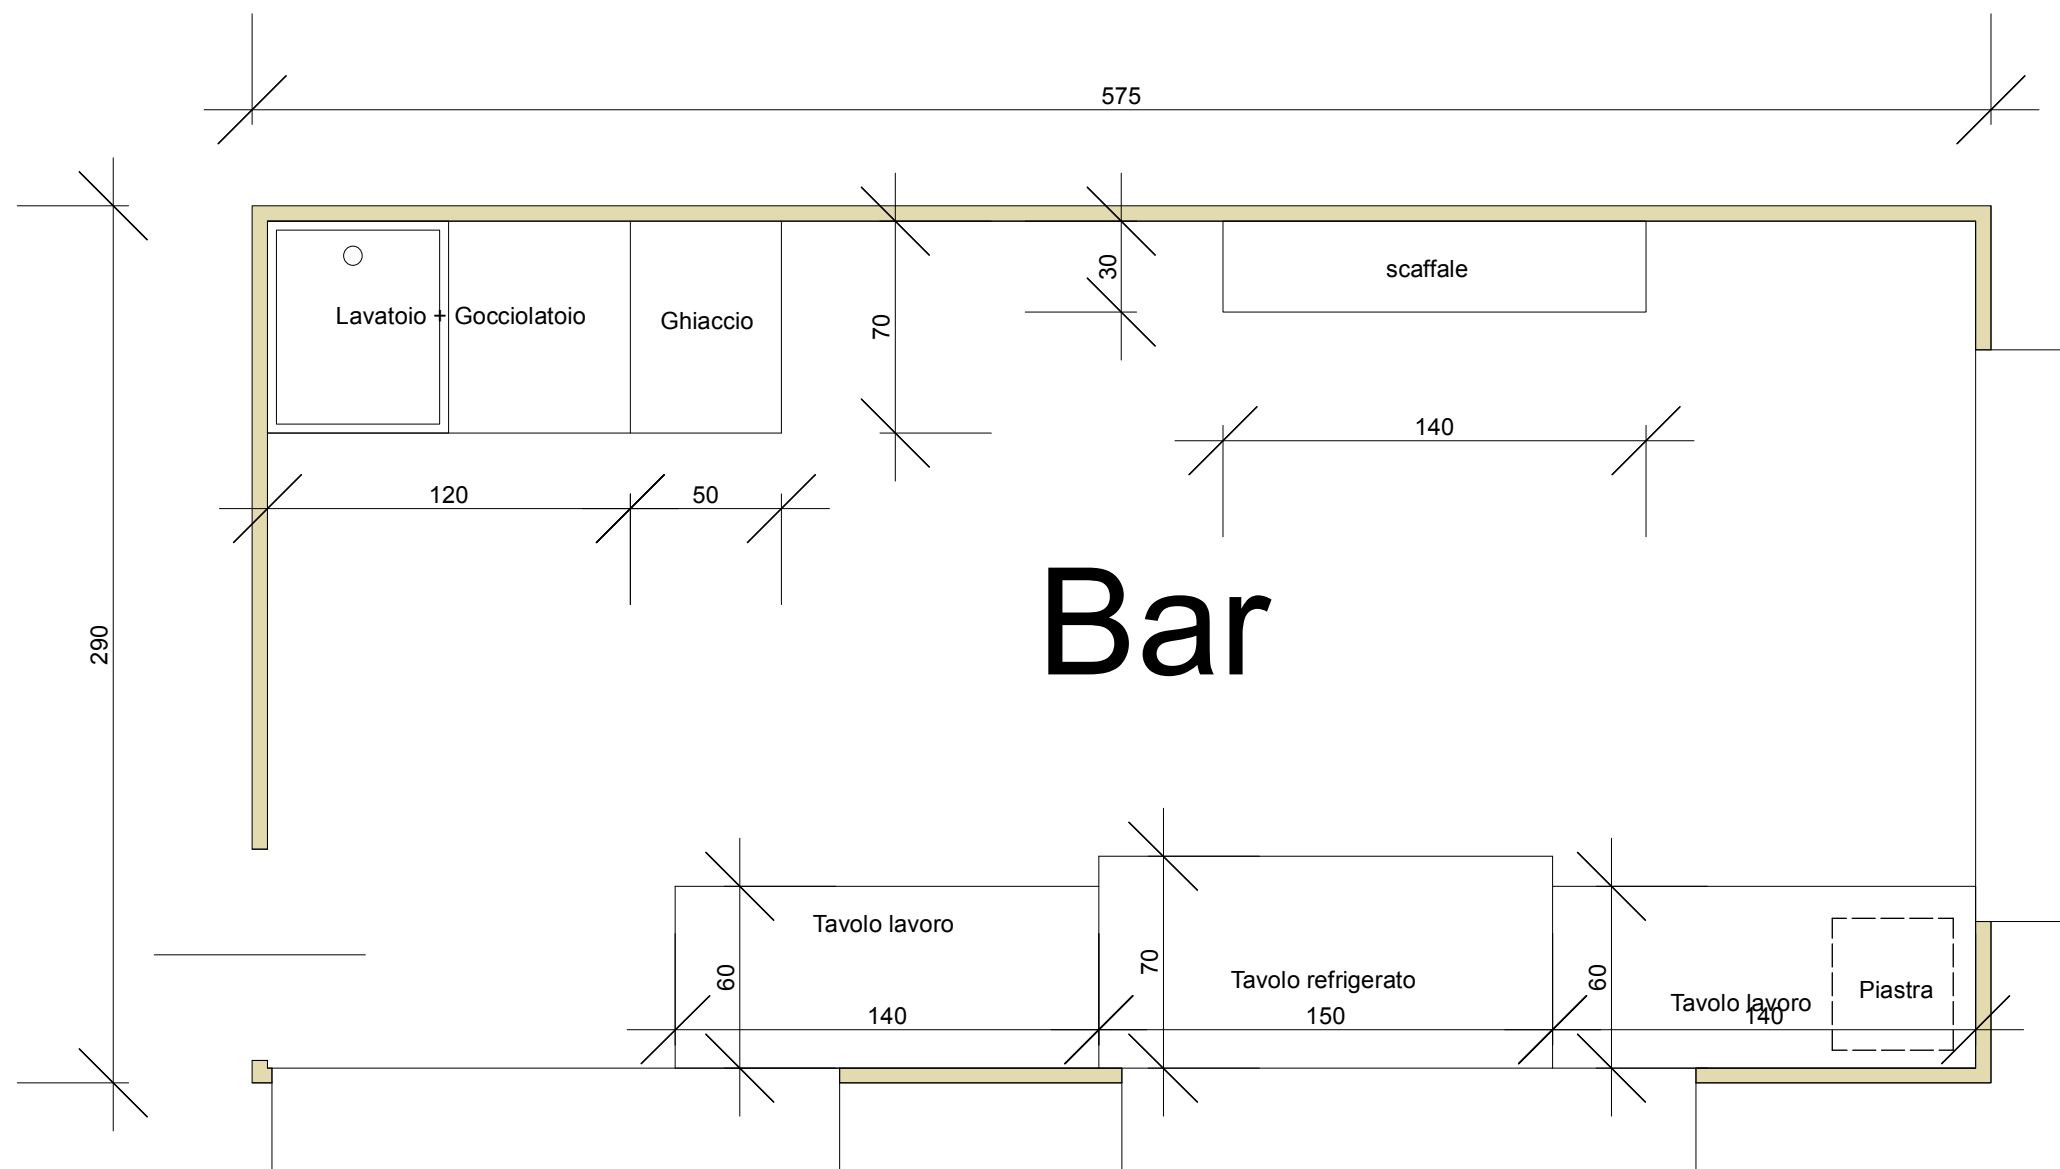 575
30
scaffale
Lavatoio + Gocciolatoio
Ghiaccio
70
140
120
50
Bar
290
Tavolo lavoro
60
140
70
Tavolo refrigerato
150
60
Tavolo lavoro
140
Piastra